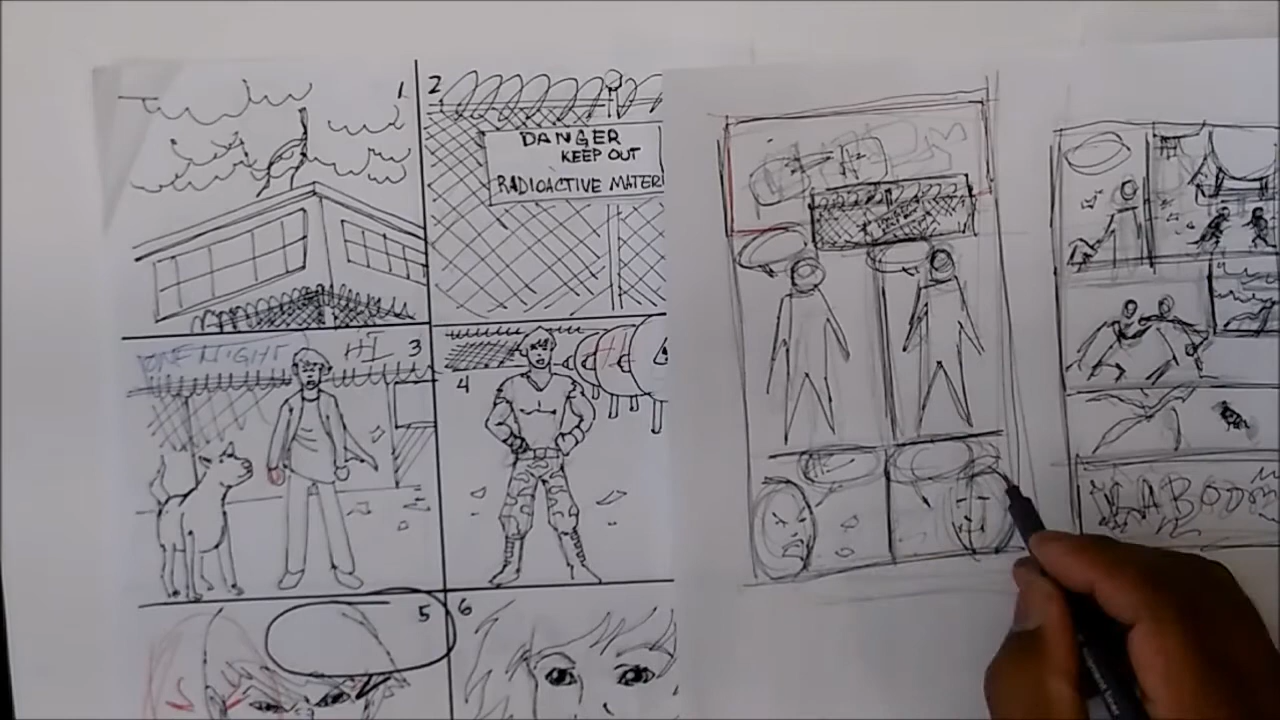 1
2
DANGER
KEEP OUT
RADIOACTIVE MATER
ONE NIGHT
HI
3
4
5
6
KABOOM